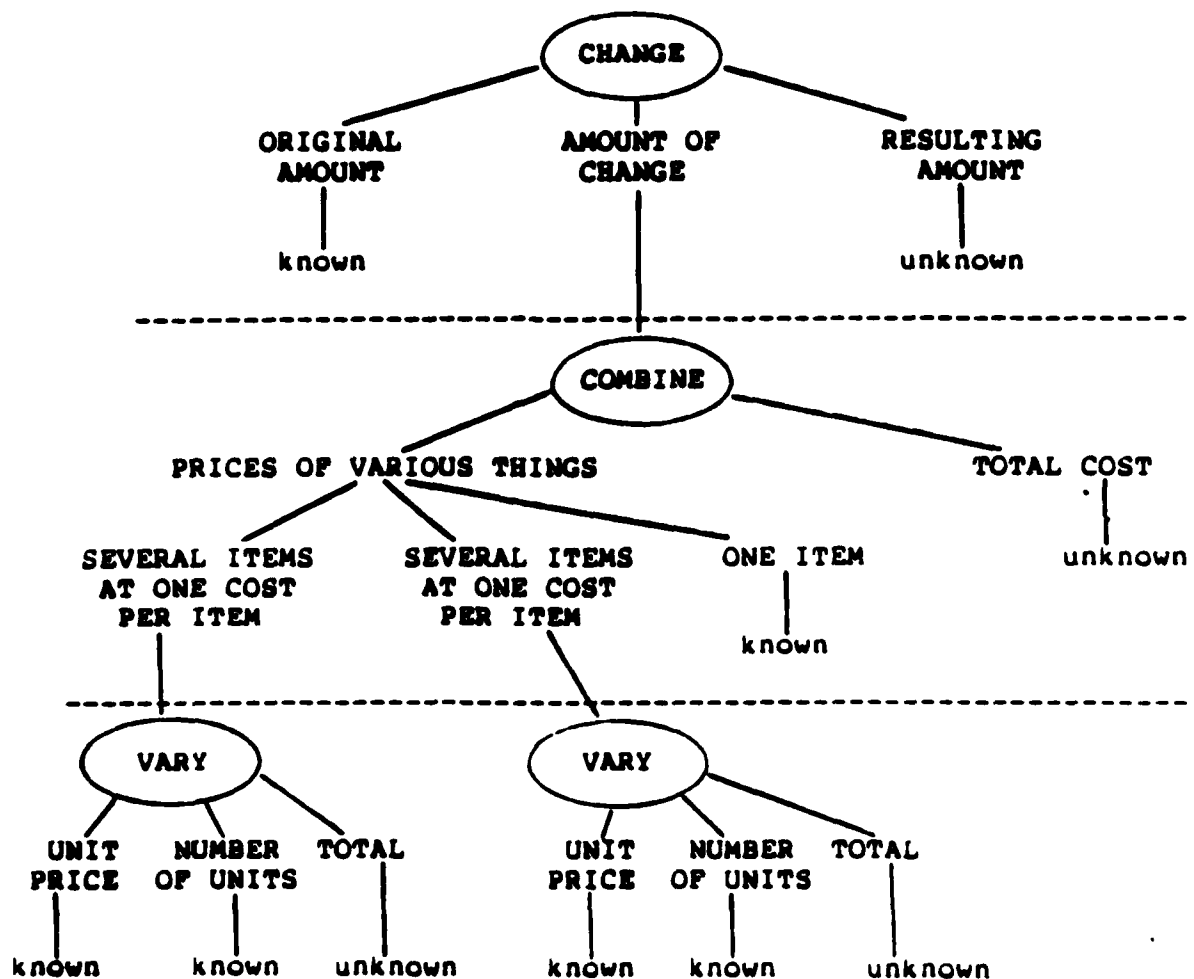 CHANGE
ORIGINAL AMOUNT OF RESULTING
AMOUNT CHANGE AMOUNT
known unknown
COMBINE
PRICES OF VARIOUS THINGS TOTAL COST
SEVERAL ITEMS SEVERAL ITEMS ONE ITEM unknown
AT ONE COST AT ONE COST
PER ITEM PER ITEM
known
VARY VARY
UNIT NUMBER TOTAL UNIT NUMBER TOTAL
PRICE OF UNITS PRICE OF UNITS
known known unknown known known unknown